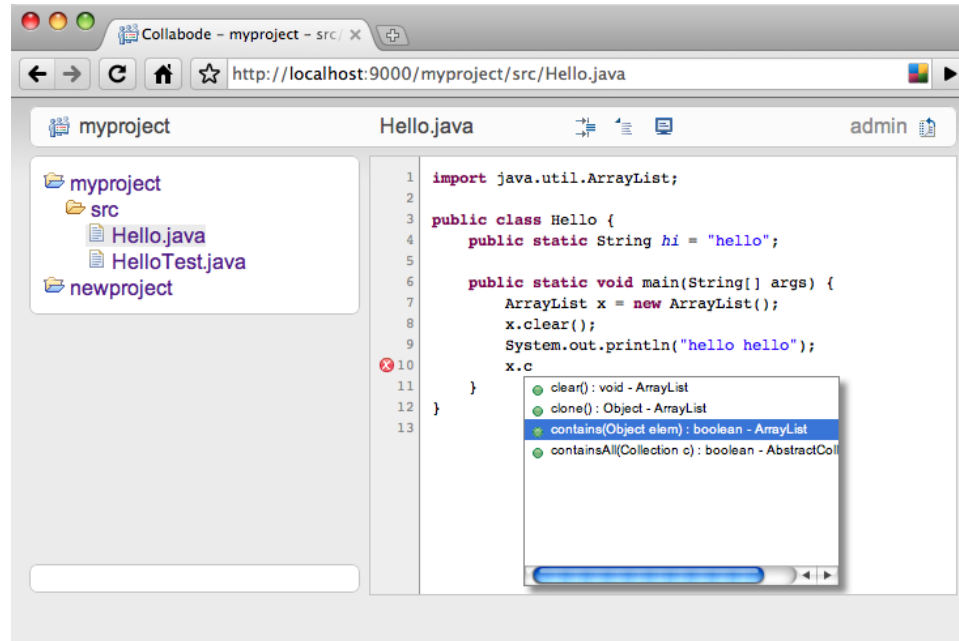 Collabode – myproject – src/
http://localhost:9000/myproject/src/Hello.java
myproject
Hello.java
admin
myproject
src
Hello.java
HelloTest.java
newproject
1 import java.util.ArrayList;
2
3 public class Hello {
4 public static String hi = "hello";
5
6 public static void main(String[] args) {
7 ArrayList x = new ArrayList();
8 x.clear();
9 System.out.println("hello hello");
10 x.c
11 }
12 }
13
clear() : void - ArrayList
clone() : Object - ArrayList
contains(Object elem) : boolean - ArrayList
containsAll(Collection c) : boolean - AbstractColl